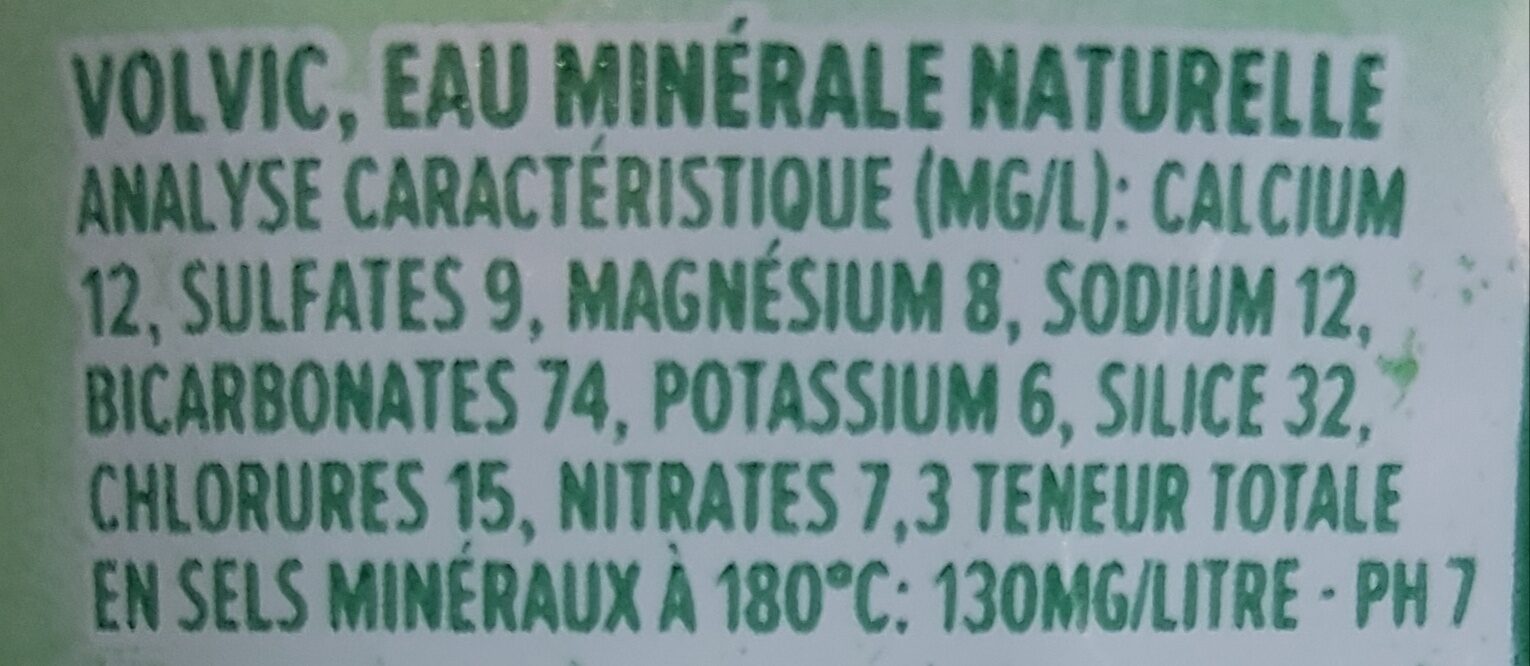 VOLVIC, EAU MINÉRALE NATURELLE
ANALYSE CARACTÉRISTIQUE (MG/L): CALCIUM
12, SULFATES 9, MAGNÉSIUM 8, SODIUM 12,
BICARBONATES 74, POTASSIUM 6, SILICE 32,
CHLORURES 15, NITRATES 7,3 TENEUR TOTALE
EN SELS MINÉRAUX À 180°C: 130MG/LITRE · PH 7